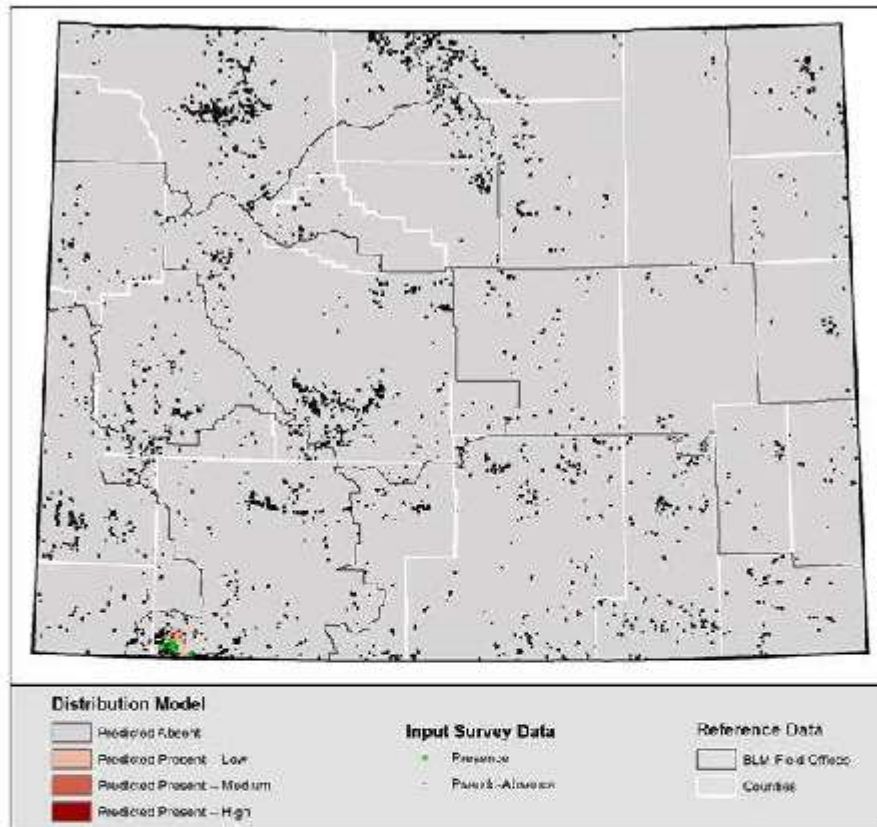 Distribution Model
Predicted Absent
Predicted Present – Low
Predicted Present – Medium
Predicted Present – High
Input Survey Data
Presence
Reference Data
BLM Field Offices
Counties